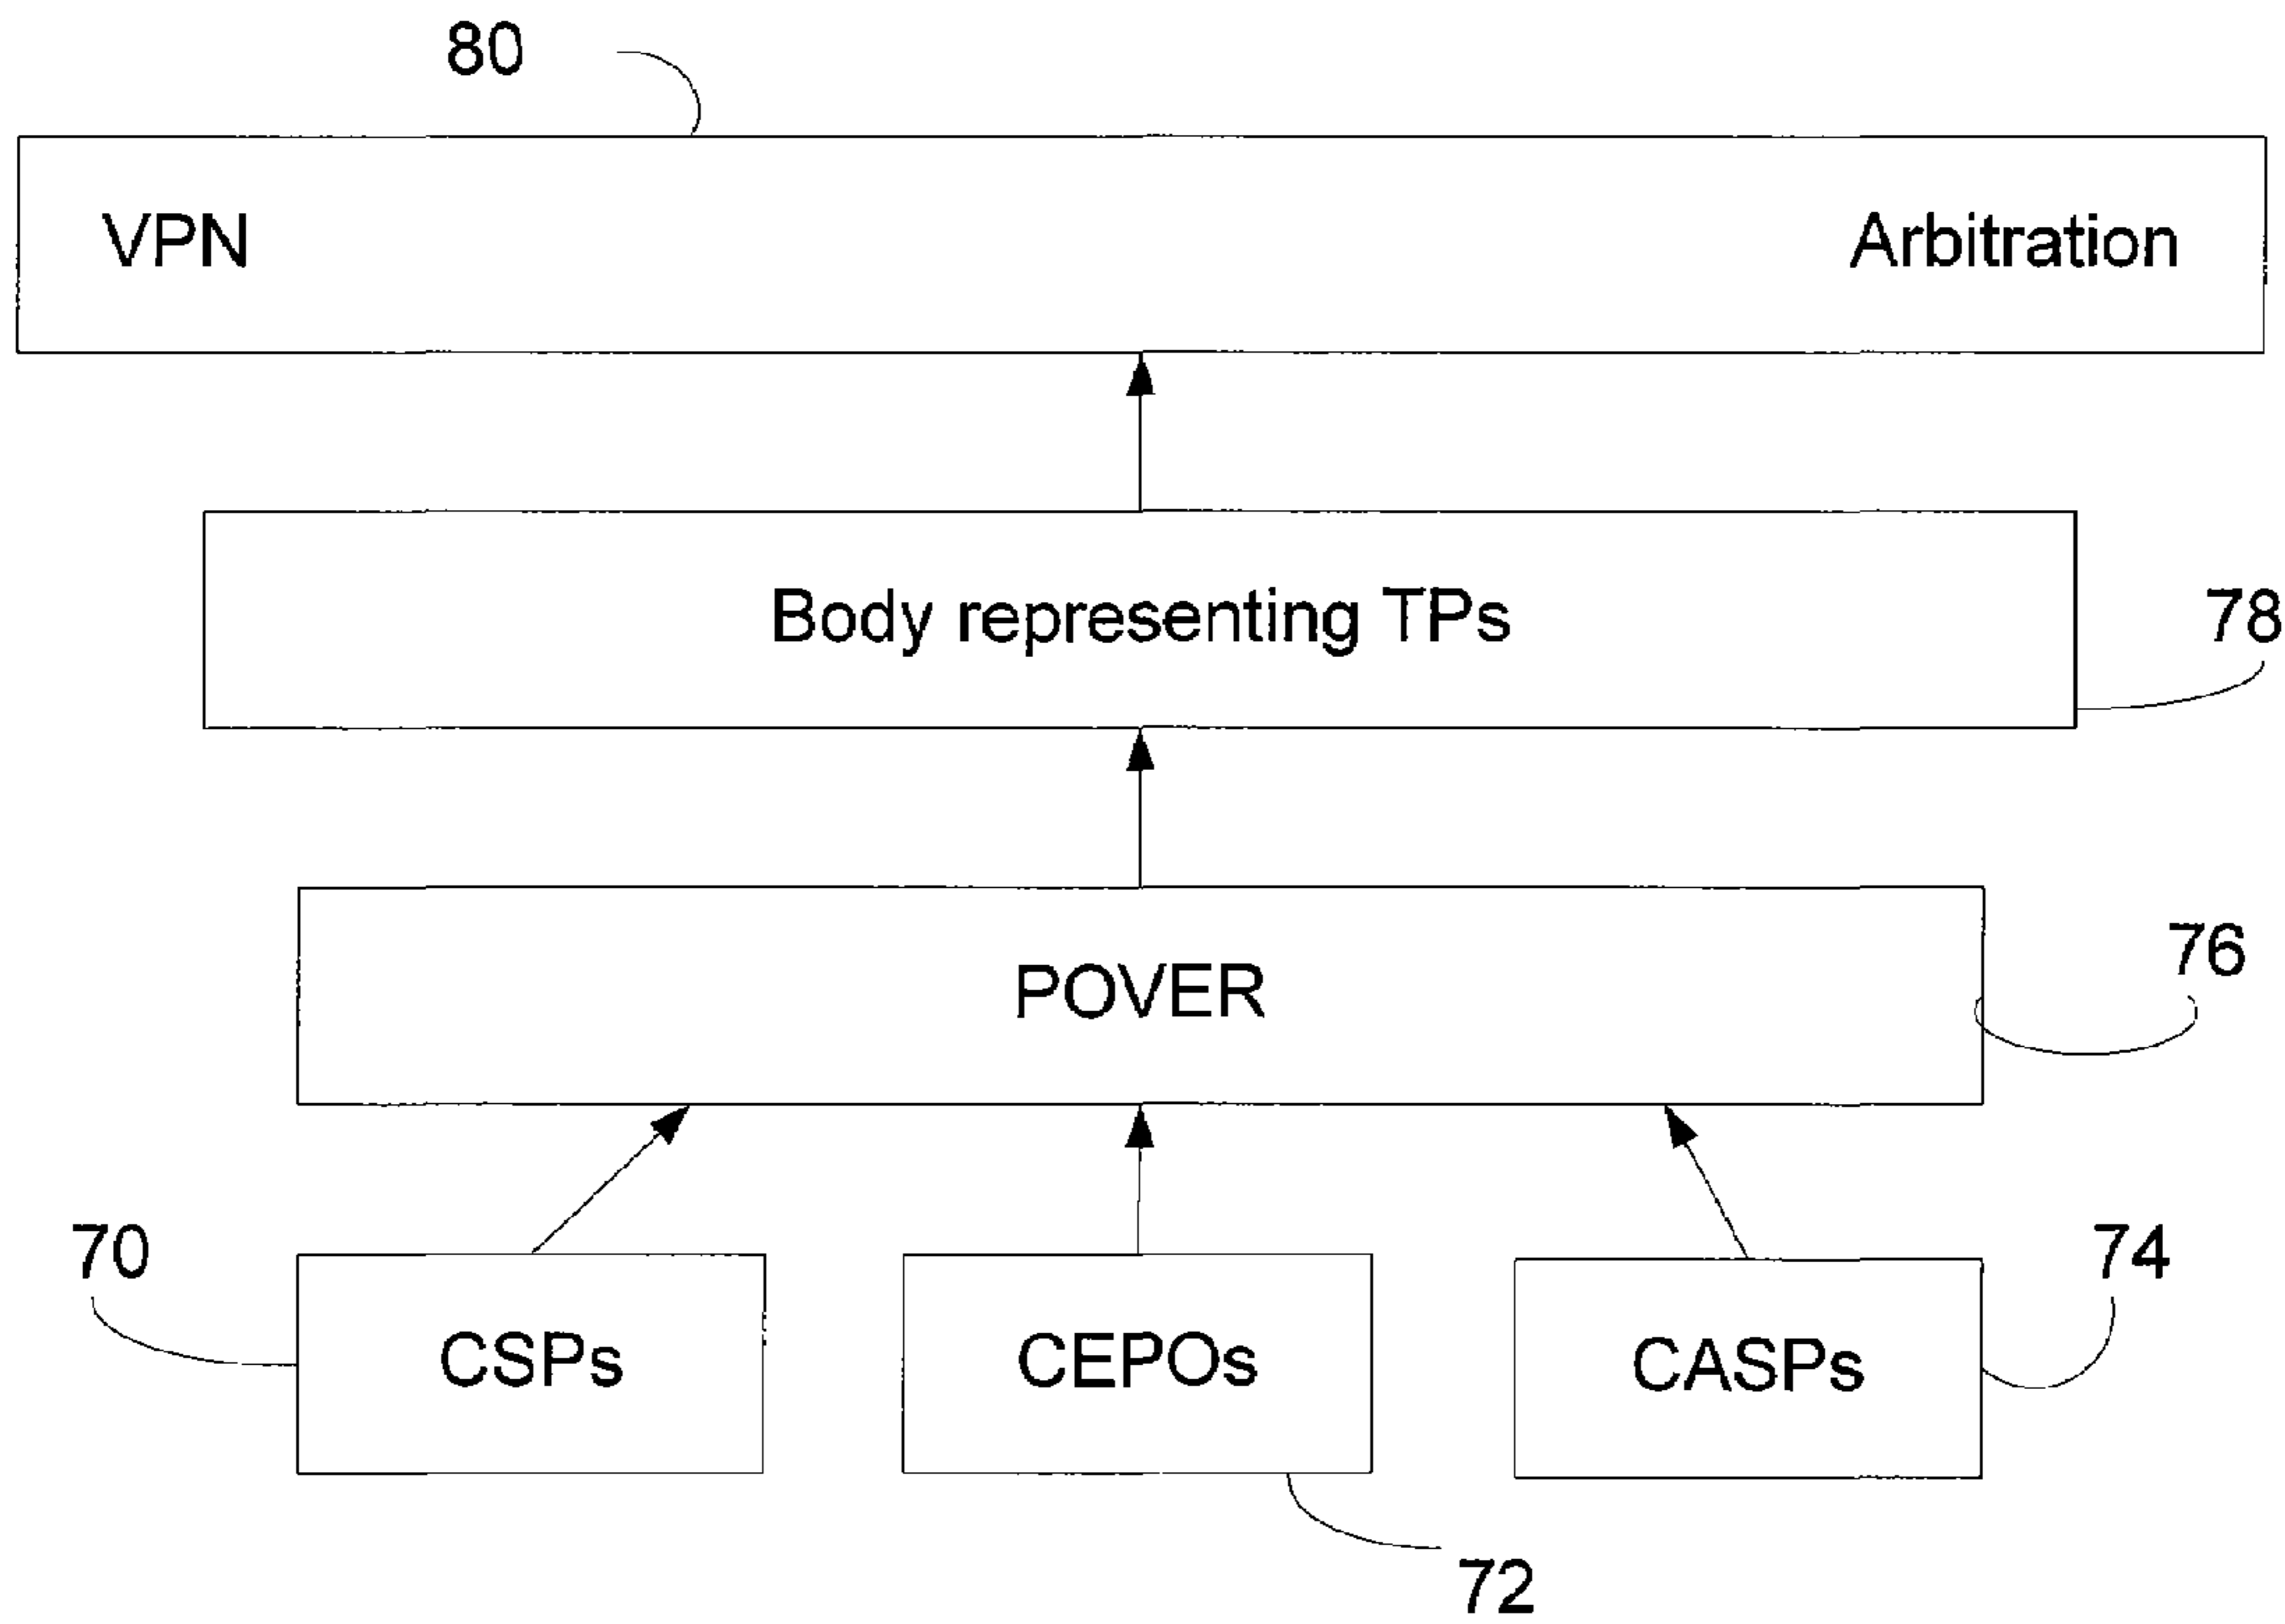 80
VPN Arbitration
Body representing TPs
78
POVER
76
70
74
CSPs CEPOs CASPs
72